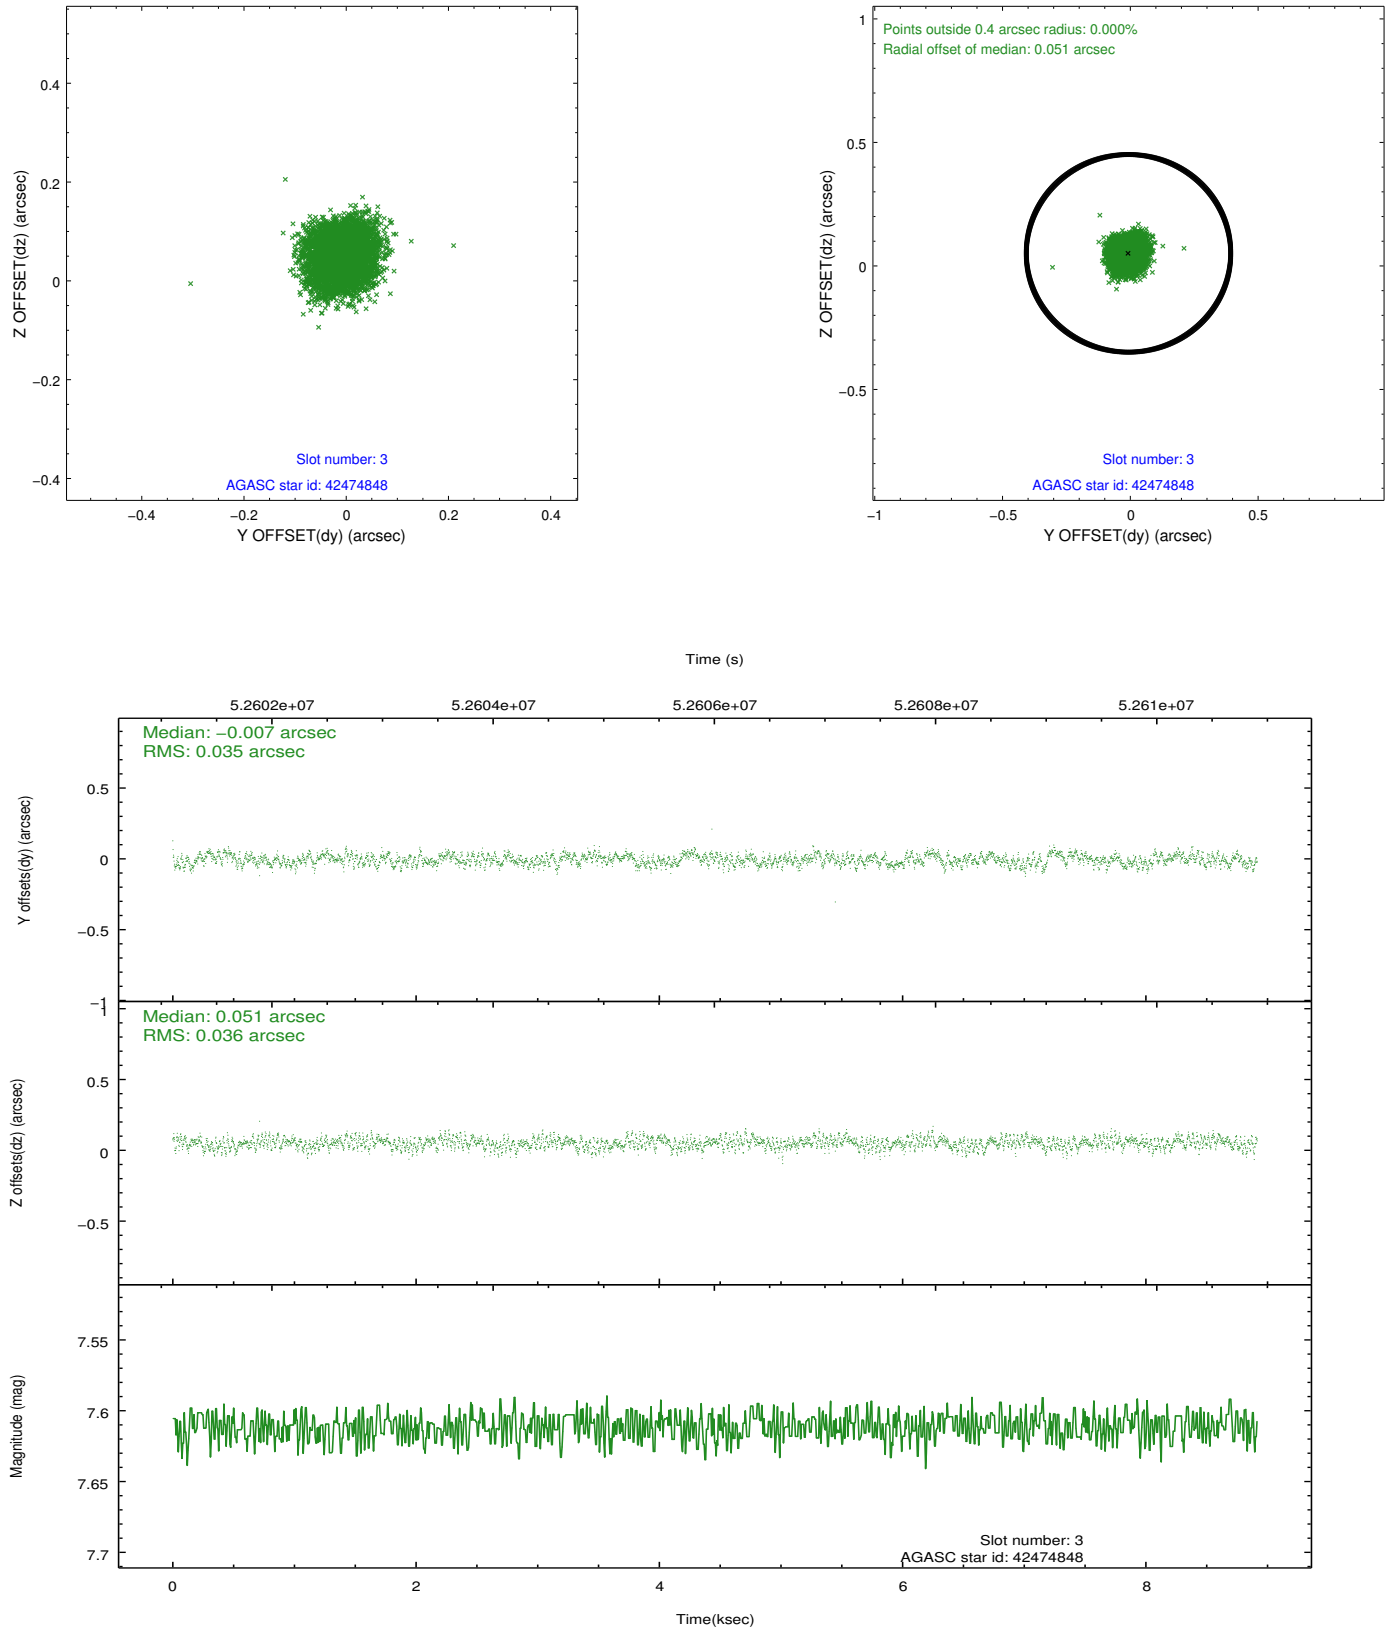 0.4
0.2
0
−0.2
−0.4
Z OFFSET(dz) (arcsec)
Slot number: 3
AGASC star id: 42474848
−0.4 −0.2 0 0.2 0.4
Y OFFSET(dy) (arcsec)
Points outside 0.4 arcsec radius: 0.000%
Radial offset of median: 0.051 arcsec
1
0.5
0
−0.5
Z OFFSET(dz) (arcsec)
Slot number: 3
AGASC star id: 42474848
−1 −0.5 0 0.5
Y OFFSET(dy) (arcsec)
Time (s)
5.2602e+07 5.2604e+07 5.2606e+07 5.2608e+07 5.261e+07
Median: −0.007 arcsec
RMS: 0.035 arcsec
0.5
0
−0.5
−1
Y offsets(dy) (arcsec)
Median: 0.051 arcsec
RMS: 0.036 arcsec
1
0.5
0
−0.5
Z offsets(dz) (arcsec)
7.55
7.6
7.65
7.7
Magnitude (mag)
Slot number: 3
AGASC star id: 42474848
0 2 4 6 8
Time(ksec)